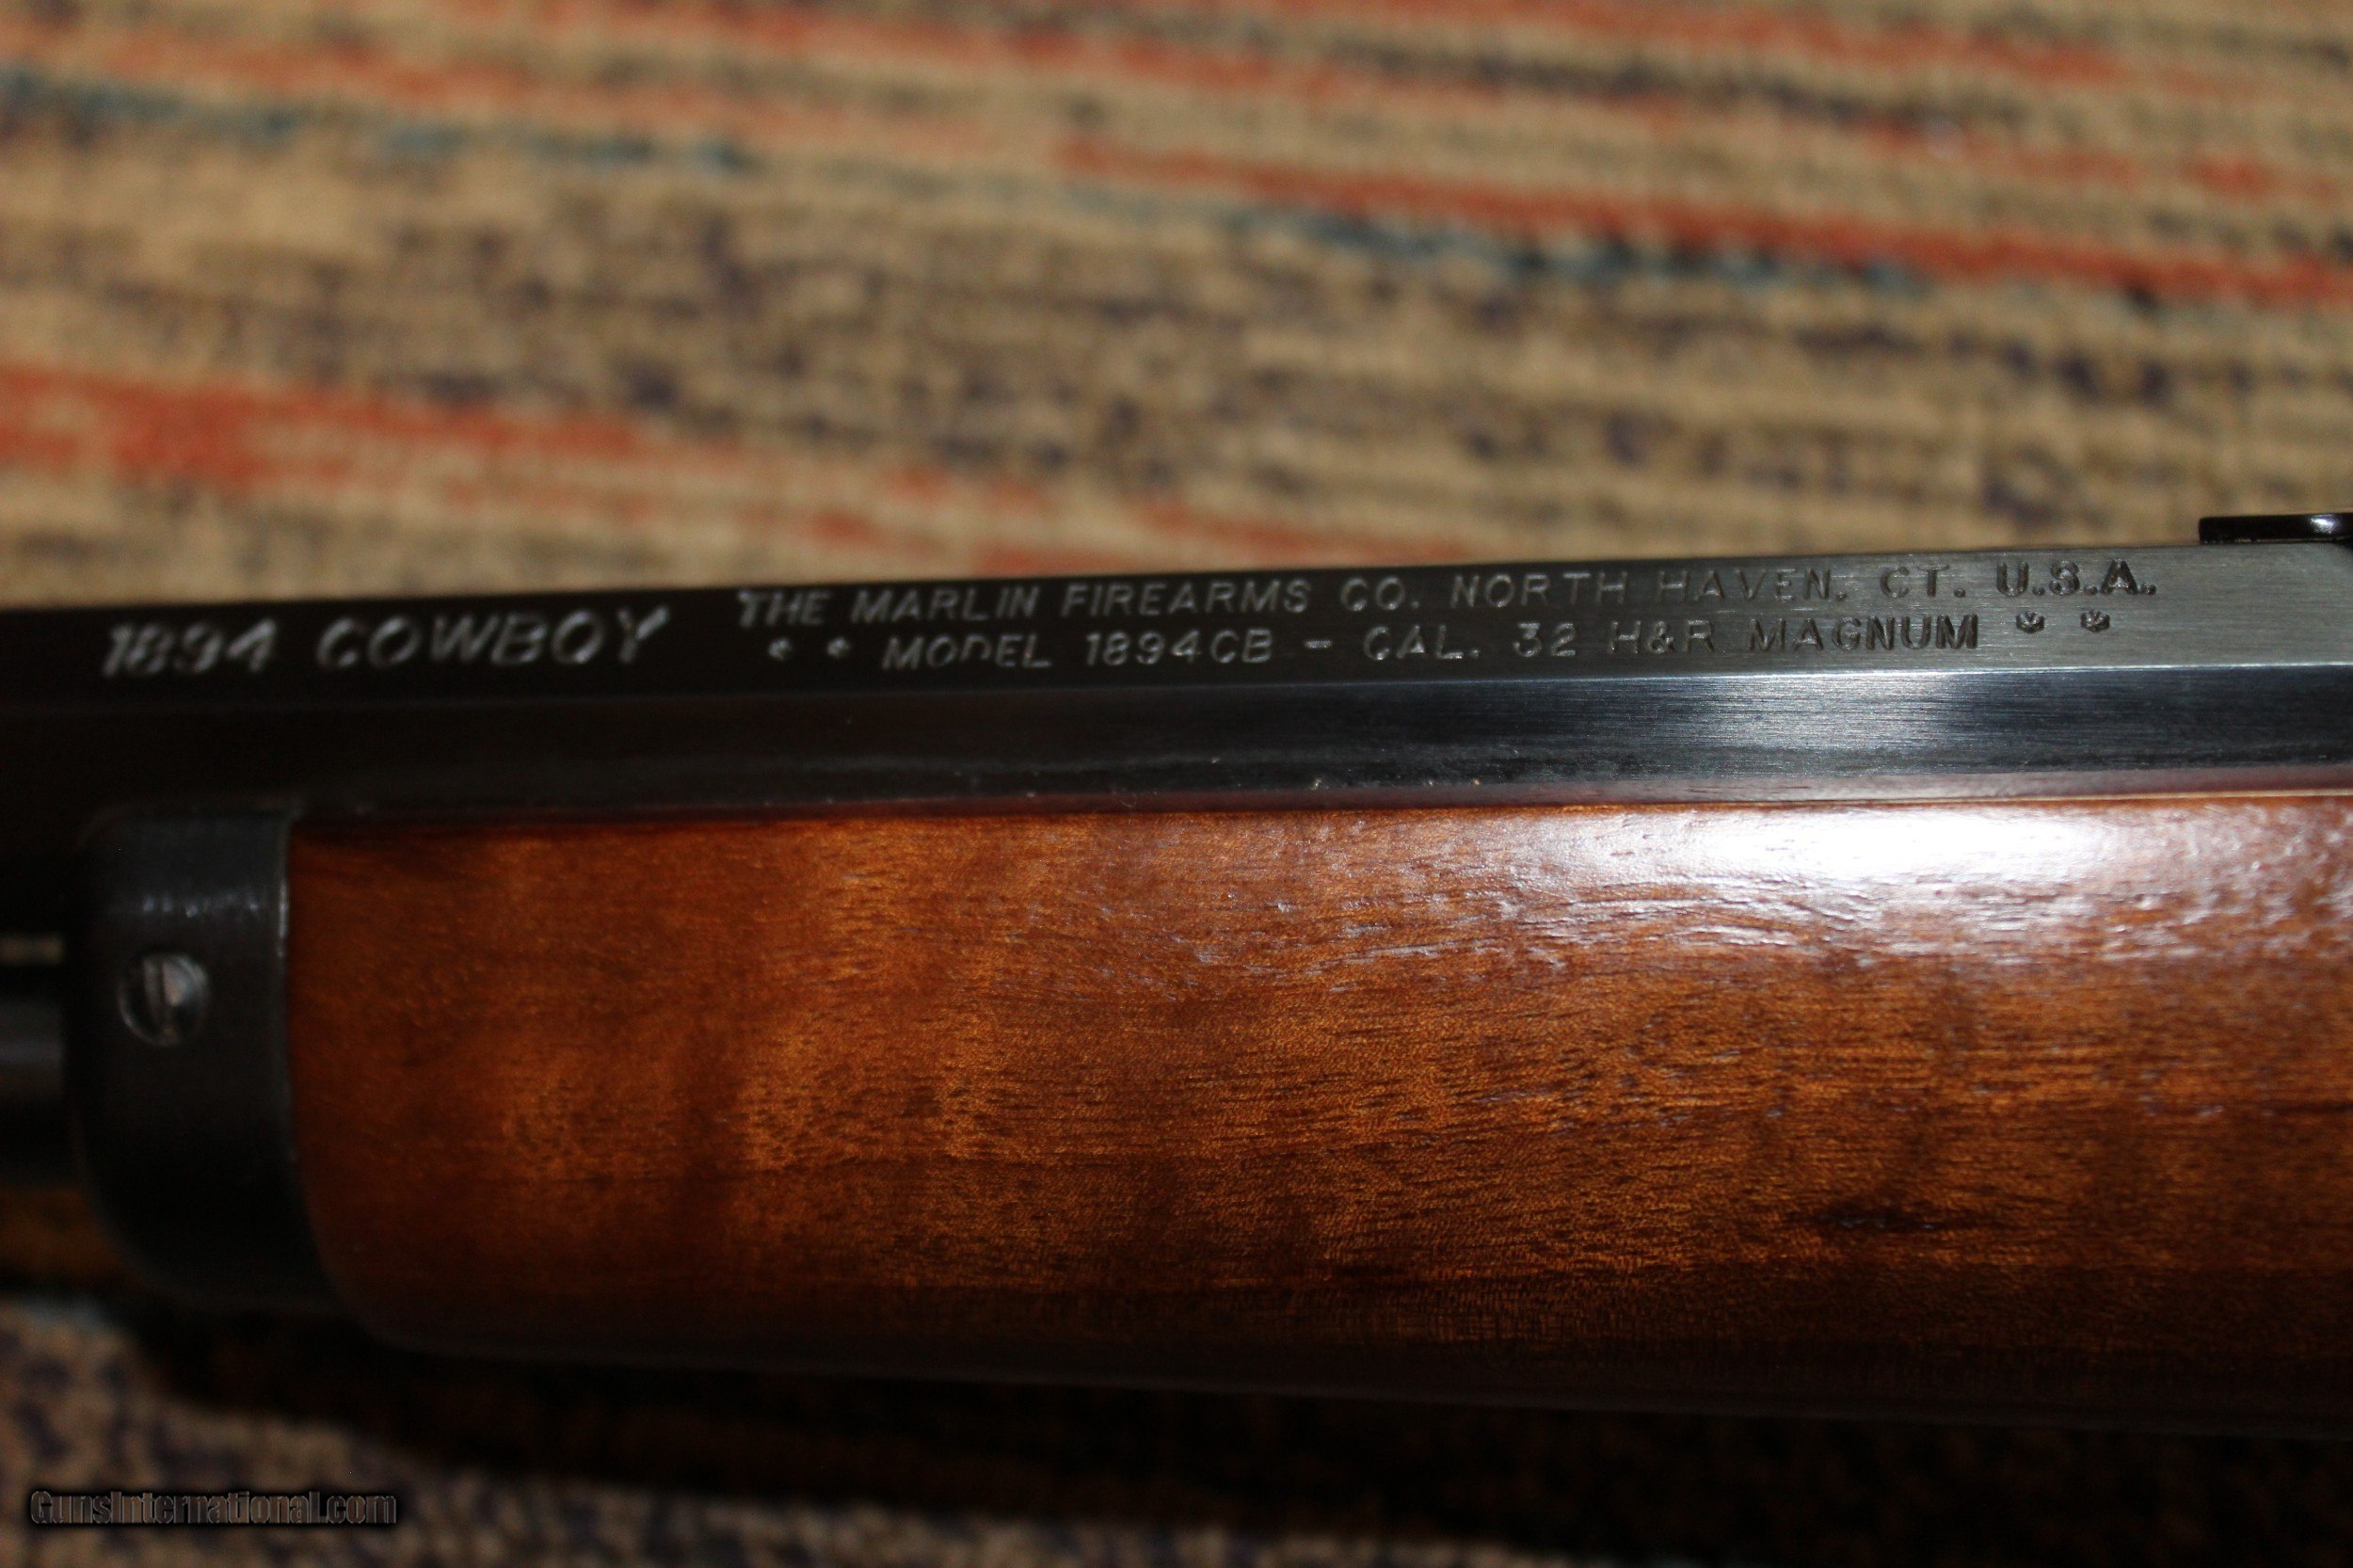 1894 COWBOY
THE MARLIN FIREARMS CO. NORTH HAVEN, CT. U.S.A.
* * MODEL 1894CB - CAL. 32 H&R MAGNUM * *
GunsInternational.com